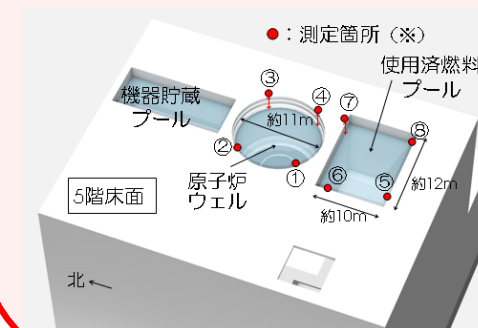 ●：測定箇所（※）
使用済燃料
プール
機器貯蔵
プール
③
④
⑦
⑧
約11m
②
①
原子炉
ウェル
⑥
⑤
約12m
約10m
5階床面
北